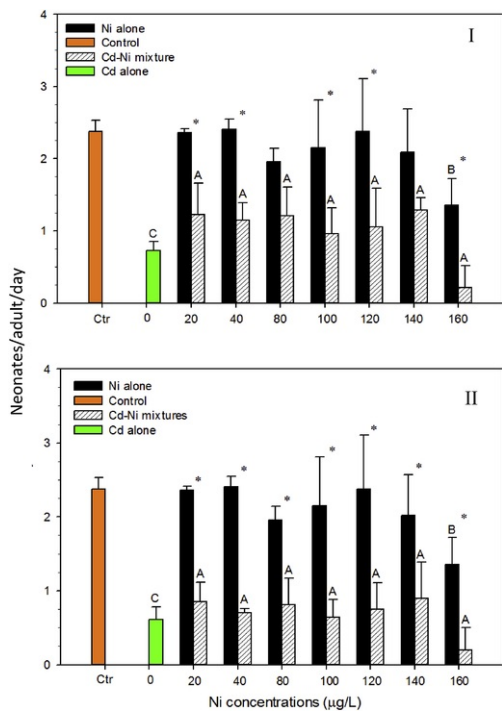 Neonates/adult/day
I
Ni alone
Control
Cd-Ni mixture
Cd alone
4
3
2
1
0
C
* A
* A
A
* A
* A
A
B * A
Ctr 0 20 40 80 100 120 140 160
II
Ni alone
Control
Cd-Ni mixtures
Cd alone
4
3
2
1
0
C
* A
* A
* A
* A
* A
* A
B * A
Ctr 0 20 40 80 100 120 140 160
Ni concentrations (μg/L)